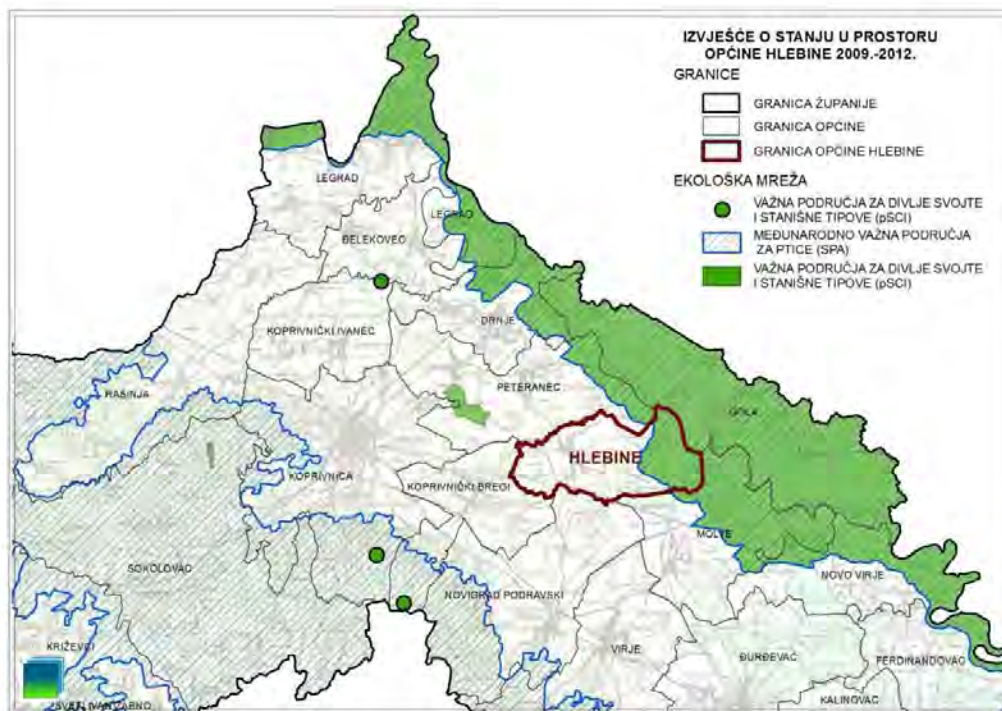 IZVJEŠĆE O STANJU U PROSTORU
OPĆINE HLEBINE 2009.-2012.
GRANICE
GRANICA ŽUPANIJE
GRANICA OPĆINE
GRANICA OPĆINE HLEBINE
EKOLOŠKA MREŽA
VAŽNA PODRUČJA ZA DIVLJE SVOJTE
I STANIŠNE TIPOVE (pSCI)
MEĐUNARODNO VAŽNA PODRUČJA
ZA PTICE (SPA)
VAŽNA PODRUČJA ZA DIVLJE SVOJTE
I STANIŠNE TIPOVE (pSCI)
LEGRAD
LEGRAD
ĐELEKOVEC
DRNJE
KOPRIVNIČKI IVANEC
PETERANEC
RASINJA
GOLA
HLEBINE
KOPRIVNICA
KOPRIVNIČKI BREGI
MOLVE
SOKOLOVAC
NOVO VIRJE
NOVIGRAD PODRAVSKI
KRIŽEVCI
VIRJE
ĐURĐEVAC
FERDINANDOVAC
KALINOVAC
SVETI IVAN ŽABNO